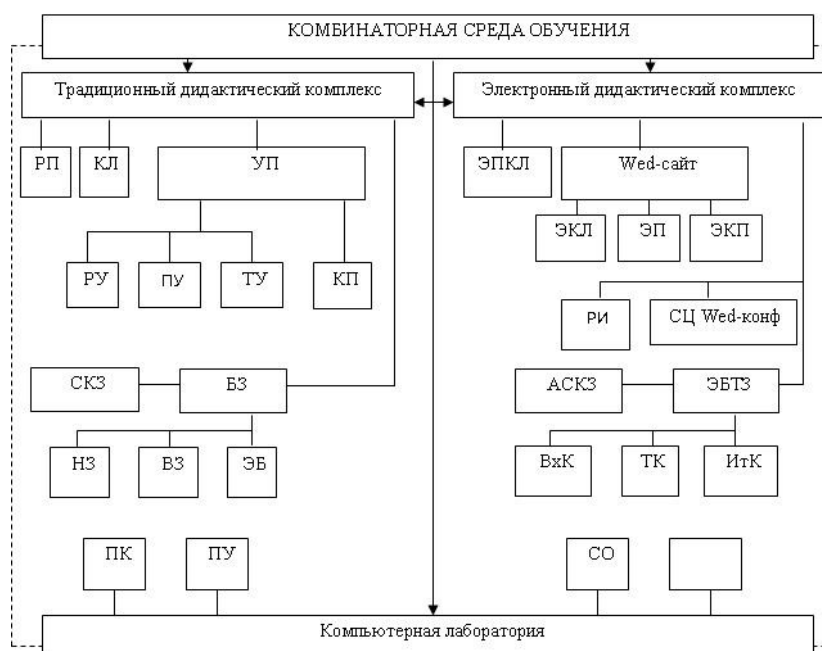 КОМБИНАТОРНАЯ СРЕДА ОБУЧЕНИЯ
Традиционный дидактический комплекс
Электронный дидактический комплекс
РП
КЛ
УП
ЭПКЛ
Wed-сайт
ЭКЛ
ЭП
ЭКП
РУ
ПУ
ТУ
КП
РИ
СЦ Wed-конф
СКЗ
БЗ
АСКЗ
ЭБТЗ
НЗ
ВЗ
ЭБ
ВхК
ТК
ИтК
ПК
ПУ
СО
Компьютерная лаборатория